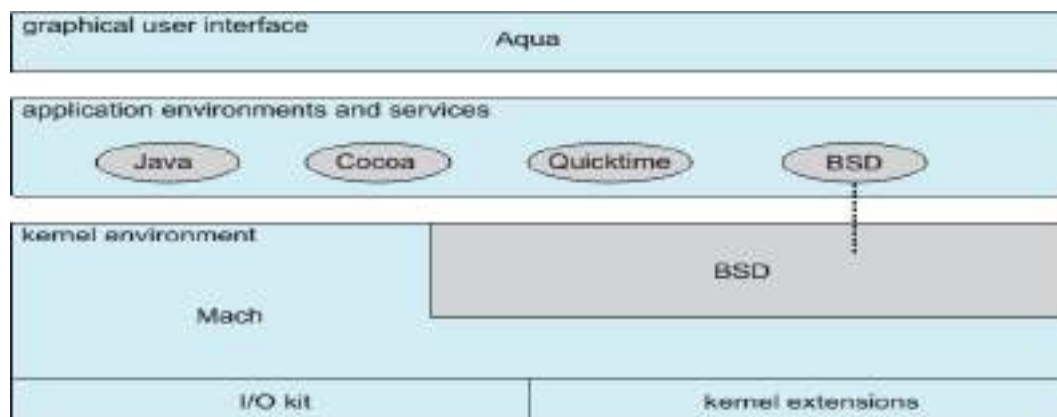 graphical user interface
Aqua
application environments and services
Java
Cocoa
Quicktime
BSD
kernel environment
BSD
Mach
I/O kit
kernel extensions